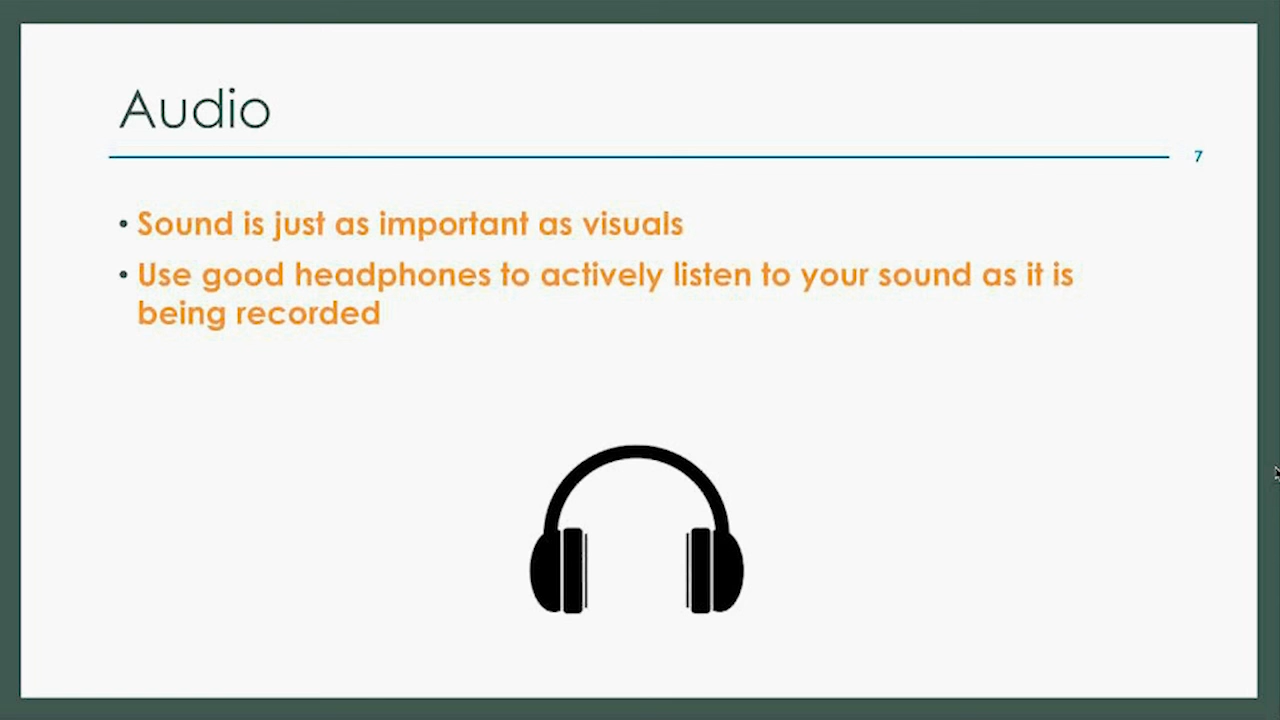 Audio
7
• Sound is just as important as visuals
• Use good headphones to actively listen to your sound as it is
being recorded